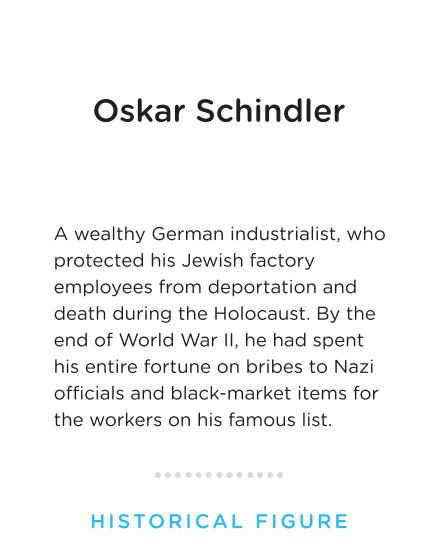 Oskar Schindler
A wealthy German industrialist, who
protected his Jewish factory
employees from deportation and
death during the Holocaust. By the
end of World War II, he had spent
his entire fortune on bribes to Nazi
officials and black-market items for
the workers on his famous list.
HISTORICAL FIGURE